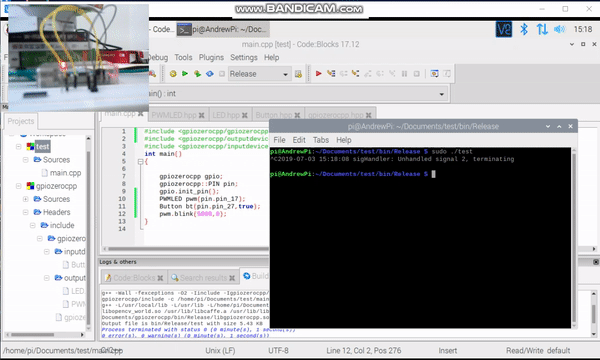 www.BANDICAM.com
- Code:
pi@AndrewPi: ~/Docu...
15:18
main.cpp [test] - Code::Blocks 17.12
Debug Tools Plugins Settings Help
Release
main() : int
Projects
main.cpp
PWMLED.hpp
LED.hpp
Button.hpp
gpiozerocpp.hpp
Workspace
test
Sources
main.cpp
gpiozerocpp
Sources
Headers
include
gpiozerocpp
inputd
Butt
output
LED
PW
gpioze
1 #include <gpiozerocpp/gpiozerocpp
2 #include <gpiozerocpp/outputdevic
3 #include <gpiozerocpp/inputdevice
4 int main()
5 {
6
7 gpiozerocpp gpio;
8 gpiozerocpp::PIN pin;
9 gpio.init_pin();
10 PWMLED pwm(pin.pin_17);
11 Button bt(pin.pin_27,true);
12 pwm.blink(5000,0);
13 }
14
pi@AndrewPi: ~/Documents/test/bin/Release
File Edit Tabs Help
pi@AndrewPi:~/Documents/test/bin/Release $ sudo ./test
^C2019-07-03 15:18:08 sigHandler: Unhandled signal 2, terminating
pi@AndrewPi:~/Documents/test/bin/Release $
Logs & others
Code::Blocks
Search results
Build
g++ -Wall -fexceptions -O2 -Iinclude -I
gpiozerocpp/include -c /home/pi/Documents/test/main
g++ -L/usr/local/lib -L/usr/lib -L/home
libopencv_world.so /usr/lib/libcaffe.a /usr/lib/lib
Documents/gpiozerocpp/bin/Release/libgpiozerocpp.so
Output file is bin/Release/test with size 5.43 KB
Process terminated with status 0 (0 minute(s), 1 second(s))
0 error(s), 0 warning(s) (0 minute(s), 1 second(s))
/home/pi/Documents/test/main.cpp
C/C++
Unix (LF)
UTF-8
Line 12, Col 2, Pos 276
Insert
Read/Write
default